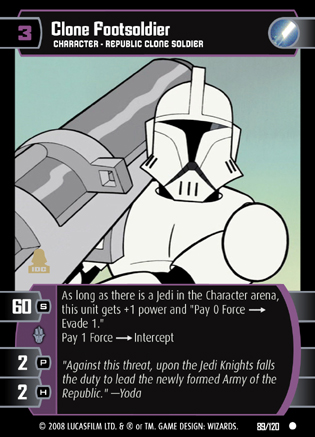 3 Clone Footsoldier
CHARACTER - REPUBLIC CLONE SOLDIER
100
60 S
As long as there is a Jedi in the Character arena,
this unit gets +1 power and "Pay 0 Force →
Evade 1."
Pay 1 Force → Intercept
2 P
2 H
"Against this threat, upon the Jedi Knights falls
the duty to lead the newly formed Army of the
Republic." —Yoda
© 2008 LUCASFILM LTD. & ® or TM. GAME DESIGN: WIZARDS. 89/120